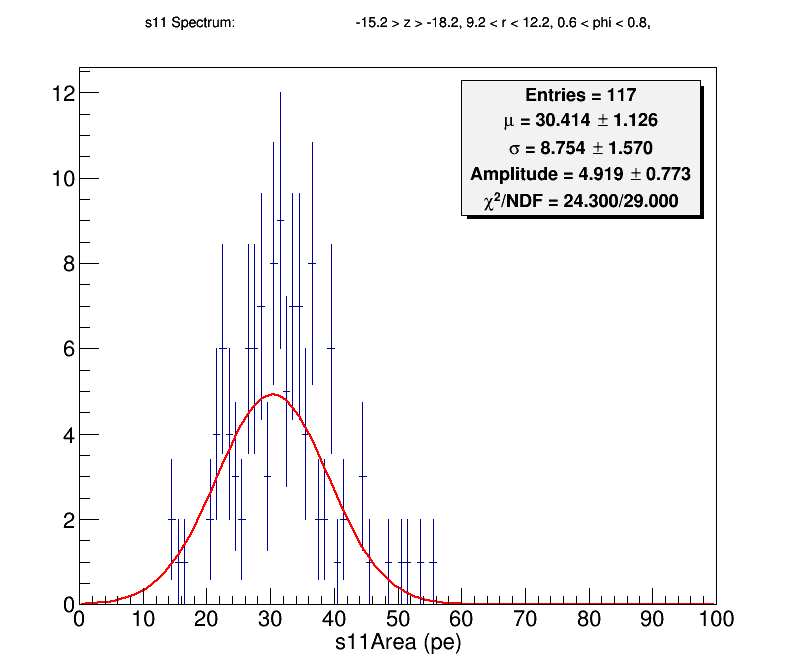 s11 Spectrum: -15.2 > z > -18.2, 9.2 < r < 12.2, 0.6 < phi < 0.8,
Entries = 117
μ = 30.414 ± 1.126
σ = 8.754 ± 1.570
Amplitude = 4.919 ± 0.773
χ²/NDF = 24.300/29.000
12
10
8
6
4
2
0
0 10 20 30 40 50 60 70 80 90 100
s11Area (pe)